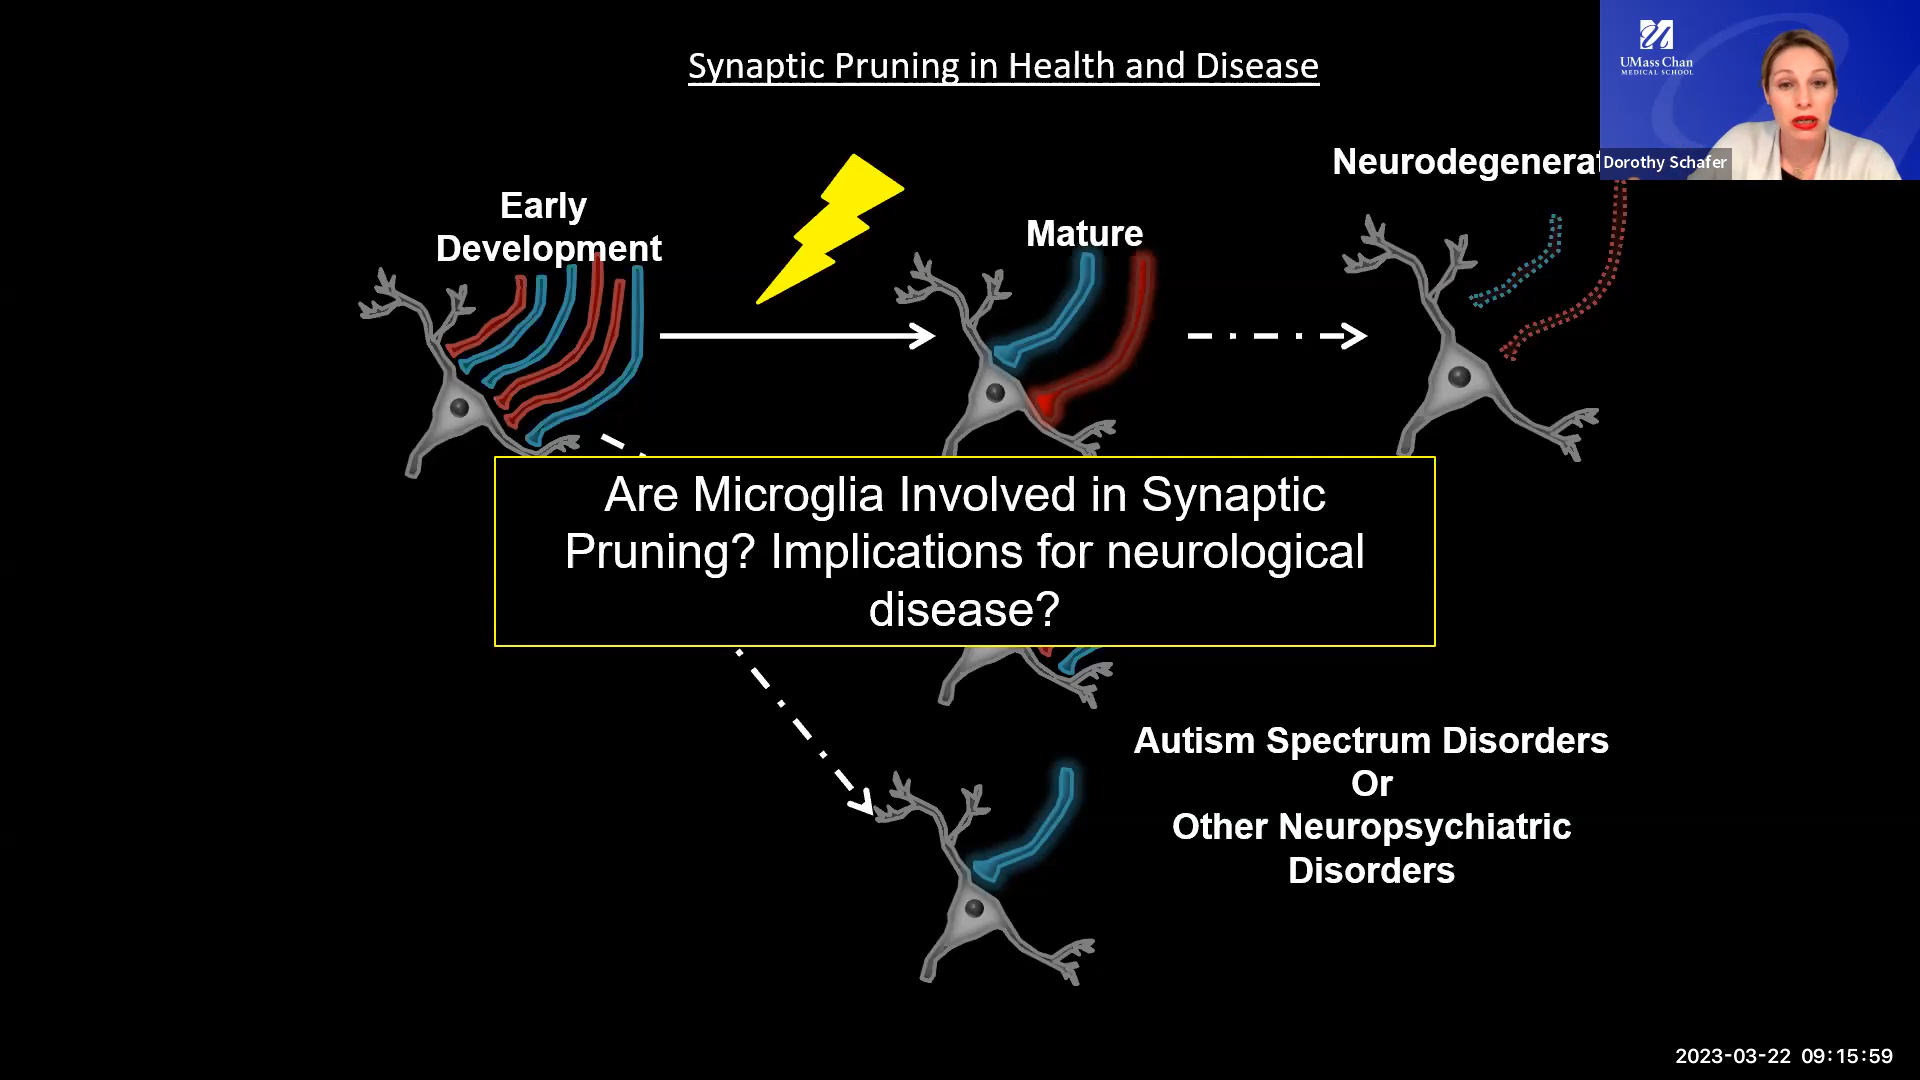 Synaptic Pruning in Health and Disease
UMass Chan
MEDICAL SCHOOL
Dorothy Schafer
Neurodegenerat
Early
Development
Mature
Are Microglia Involved in Synaptic
Pruning? Implications for neurological
disease?
Autism Spectrum Disorders
Or
Other Neuropsychiatric
Disorders
2023-03-22 09:15:59